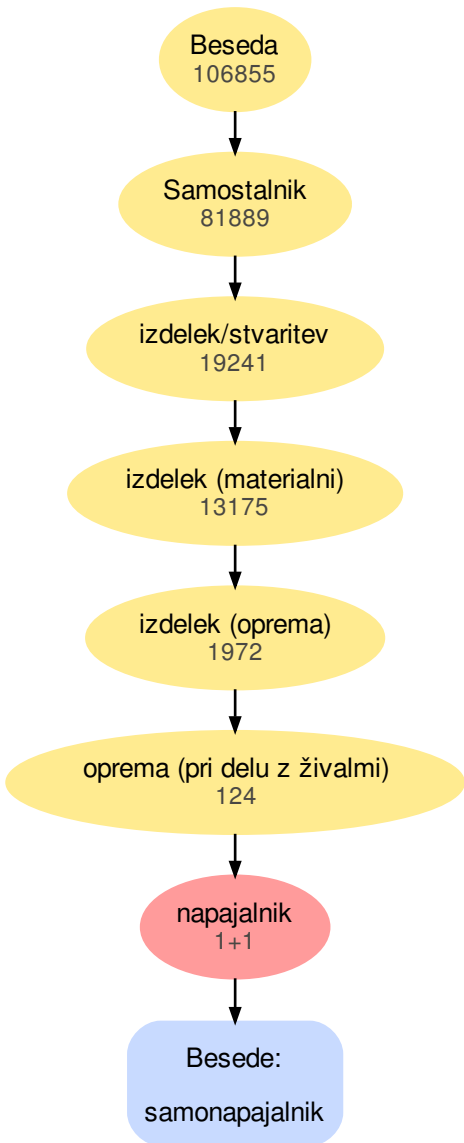 Beseda
106855
Samostalnik
81889
izdelek/stvaritev
19241
izdelek (materialni)
13175
izdelek (oprema)
1972
oprema (pri delu z živalmi)
124
napajalnik
1+1
Besede:
samonapajalnik